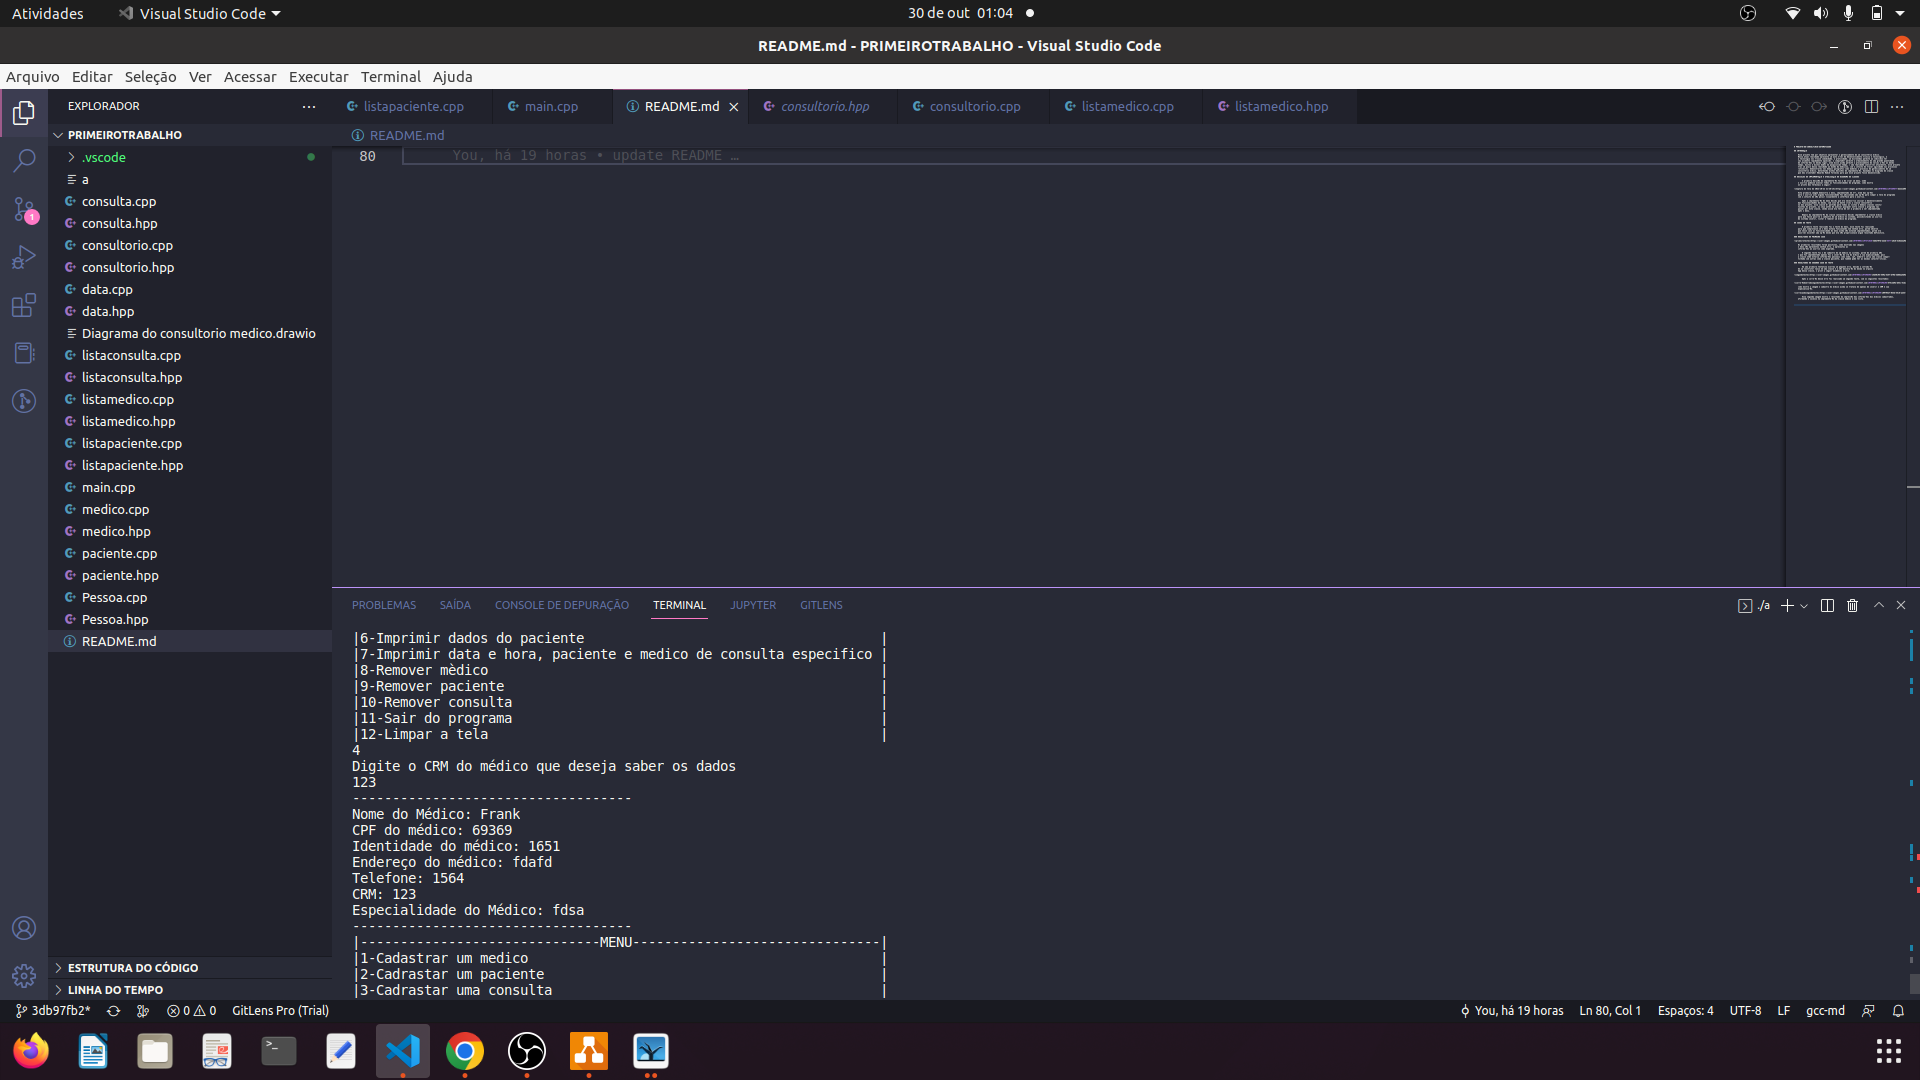 Atividades
Visual Studio Code
30 de out 01:04
README.md - PRIMEIROTRABALHO - Visual Studio Code
Arquivo Editar Seleção Ver Acessar Executar Terminal Ajuda
EXPLORADOR
listapaciente.cpp
main.cpp
README.md
consultorio.hpp
consultorio.cpp
listamedico.cpp
listamedico.hpp
PRIMEIROTRABALHO
README.md
80
You, há 19 horas • update README …
.vscode
a
consulta.cpp
consulta.hpp
consultorio.cpp
consultorio.hpp
data.cpp
data.hpp
Diagrama do consultorio medico.drawio
listaconsulta.cpp
listaconsulta.hpp
listamedico.cpp
listamedico.hpp
listapaciente.cpp
listapaciente.hpp
main.cpp
medico.cpp
medico.hpp
paciente.cpp
paciente.hpp
Pessoa.cpp
Pessoa.hpp
README.md
1
PROBLEMAS SAÍDA CONSOLE DE DEPURAÇÃO TERMINAL JUPYTER GITLENS
./a
|6-Imprimir dados do paciente |
|7-Imprimir data e hora, paciente e medico de consulta especifico |
|8-Remover mèdico |
|9-Remover paciente |
|10-Remover consulta |
|11-Sair do programa |
|12-Limpar a tela |
4
Digite o CRM do médico que deseja saber os dados
123
-----------------------------------
Nome do Médico: Frank
CPF do médico: 69369
Identidade do médico: 1651
Endereço do médico: fdafd
Telefone: 1564
CRM: 123
Especialidade do Médico: fdsa
-----------------------------------
|------------------------------MENU-------------------------------|
|1-Cadastrar um medico |
|2-Cadrastar um paciente |
|3-Cadrastar uma consulta |
ESTRUTURA DO CÓDIGO
LINHA DO TEMPO
3db97fb2* 0 0 GitLens Pro (Trial)
You, há 19 horas Ln 80, Col 1 Espaços: 4 UTF-8 LF gcc-md